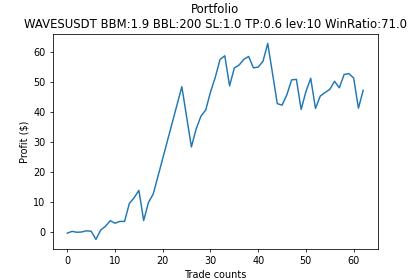 Portfolio
WAVESUSDT BBM:1.9 BBL:200 SL:1.0 TP:0.6 lev:10 WinRatio:71.0
60
50
40
30
20
10
0
Profit ($)
0 10 20 30 40 50 60
Trade counts